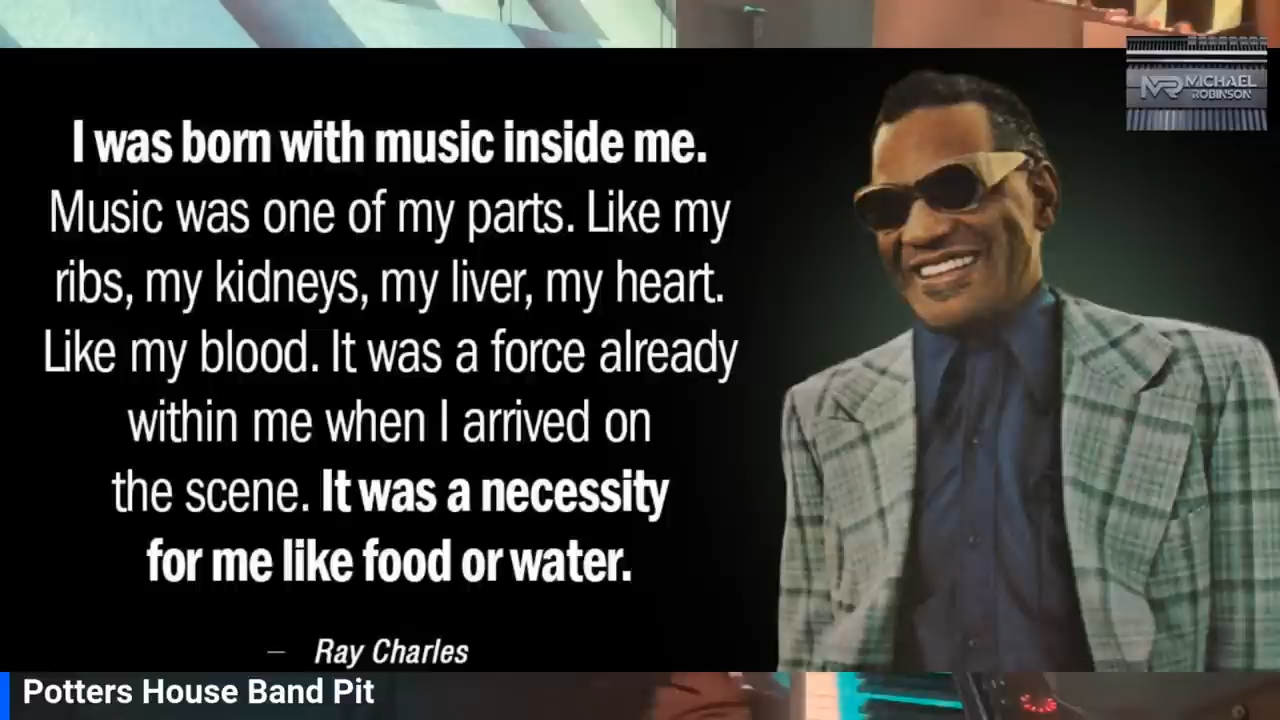 MR MICHAEL
ROBINSON
I was born with music inside me.
Music was one of my parts. Like my
ribs, my kidneys, my liver, my heart.
Like my blood. It was a force already
within me when I arrived on
the scene. It was a necessity
for me like food or water.
– Ray Charles
Potters House Band Pit